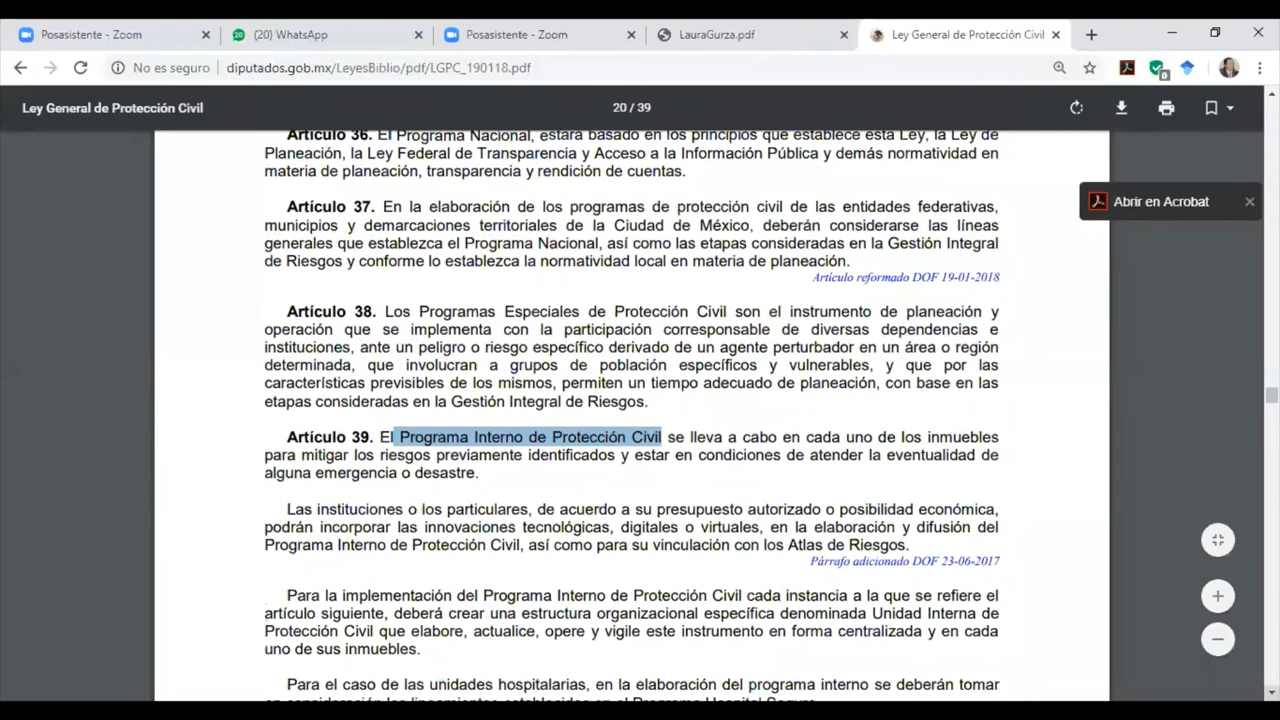 Posasistente - Zoom
(20) WhatsApp
Posasistente - Zoom
LauraGurza.pdf
Ley General de Protección Civil
No es seguro
diputados.gob.mx/LeyesBiblio/pdf/LGPC_190118.pdf
0
Ley General de Protección Civil
20 / 39
Abrir en Acrobat
Artículo 36. El Programa Nacional, estará basado en los principios que establece esta Ley, la Ley de
Planeación, la Ley Federal de Transparencia y Acceso a la Información Pública y demás normatividad en
materia de planeación, transparencia y rendición de cuentas.
Artículo 37. En la elaboración de los programas de protección civil de las entidades federativas,
municipios y demarcaciones territoriales de la Ciudad de México, deberán considerarse las líneas
generales que establezca el Programa Nacional, así como las etapas consideradas en la Gestión Integral
de Riesgos y conforme lo establezca la normatividad local en materia de planeación.
Artículo reformado DOF 19-01-2018
Artículo 38. Los Programas Especiales de Protección Civil son el instrumento de planeación y
operación que se implementa con la participación corresponsable de diversas dependencias e
instituciones, ante un peligro o riesgo específico derivado de un agente perturbador en un área o región
determinada, que involucran a grupos de población específicos y vulnerables, y que por las
características previsibles de los mismos, permiten un tiempo adecuado de planeación, con base en las
etapas consideradas en la Gestión Integral de Riesgos.
Artículo 39. El Programa Interno de Protección Civil se lleva a cabo en cada uno de los inmuebles
para mitigar los riesgos previamente identificados y estar en condiciones de atender la eventualidad de
alguna emergencia o desastre.
Las instituciones o los particulares, de acuerdo a su presupuesto autorizado o posibilidad económica,
podrán incorporar las innovaciones tecnológicas, digitales o virtuales, en la elaboración y difusión del
Programa Interno de Protección Civil, así como para su vinculación con los Atlas de Riesgos.
Párrafo adicionado DOF 23-06-2017
Para la implementación del Programa Interno de Protección Civil cada instancia a la que se refiere el
artículo siguiente, deberá crear una estructura organizacional específica denominada Unidad Interna de
Protección Civil que elabore, actualice, opere y vigile este instrumento en forma centralizada y en cada
uno de sus inmuebles.
Para el caso de las unidades hospitalarias, en la elaboración del programa interno se deberán tomar
en consideración los lineamientos establecidos en el Programa Hospital Seguro.